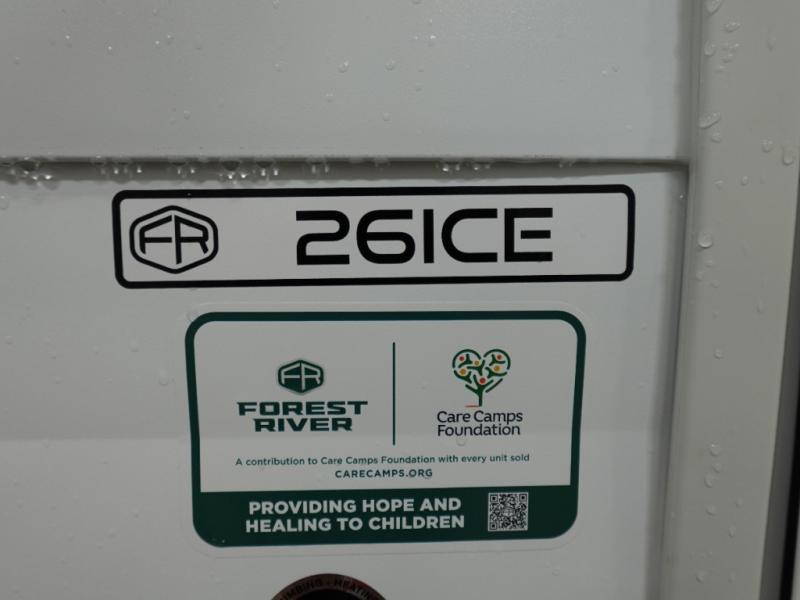 FR 26ICE
FR
FOREST
RIVER
Care Camps
Foundation
A contribution to Care Camps Foundation with every unit sold
CARECAMPS.ORG
PROVIDING HOPE AND
HEALING TO CHILDREN
HEATING